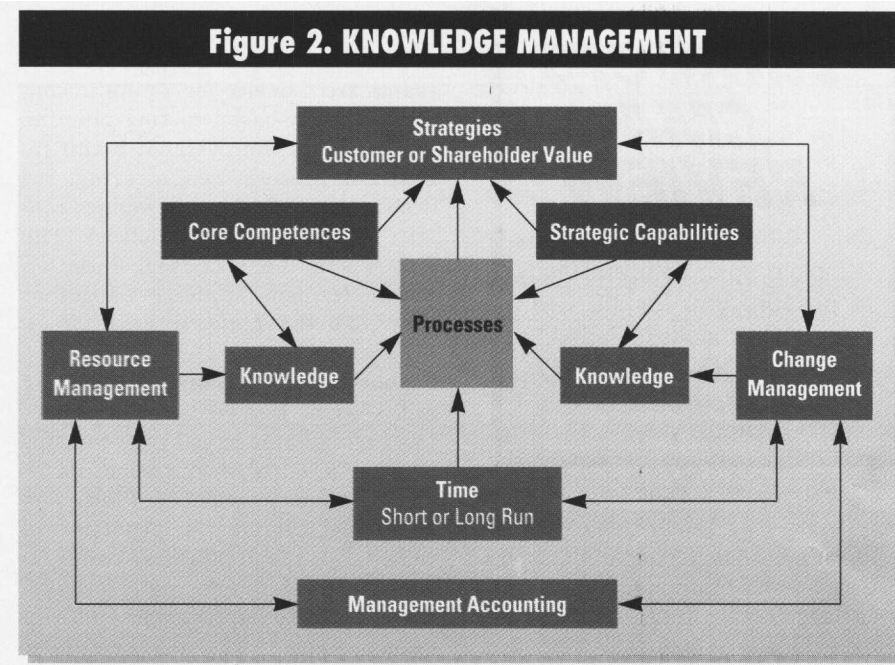 Figure 2. KNOWLEDGE MANAGEMENT
Strategies
Customer or Shareholder Value
Core Competences
Strategic Capabilities
Processes
Resource
Management
Knowledge
Knowledge
Change
Management
Time
Short or Long Run
Management Accounting